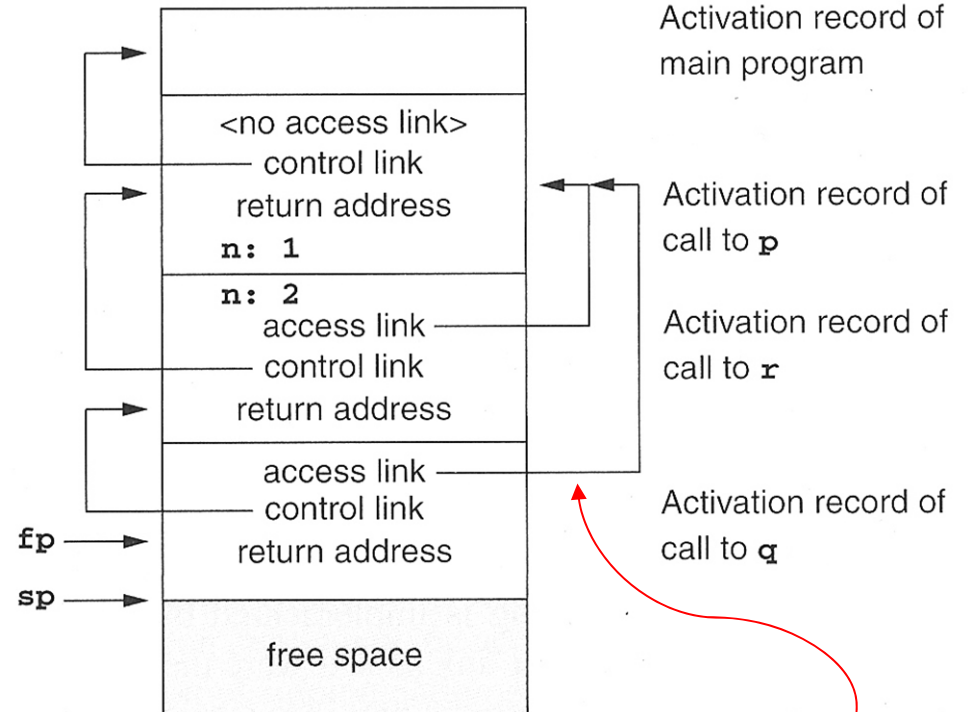 Activation record of
main program
<no access link>
control link
return address
n: 1
Activation record of
call to p
n: 2
access link
control link
return address
Activation record of
call to r
access link
control link
return address
Activation record of
call to q
fp
sp
free space